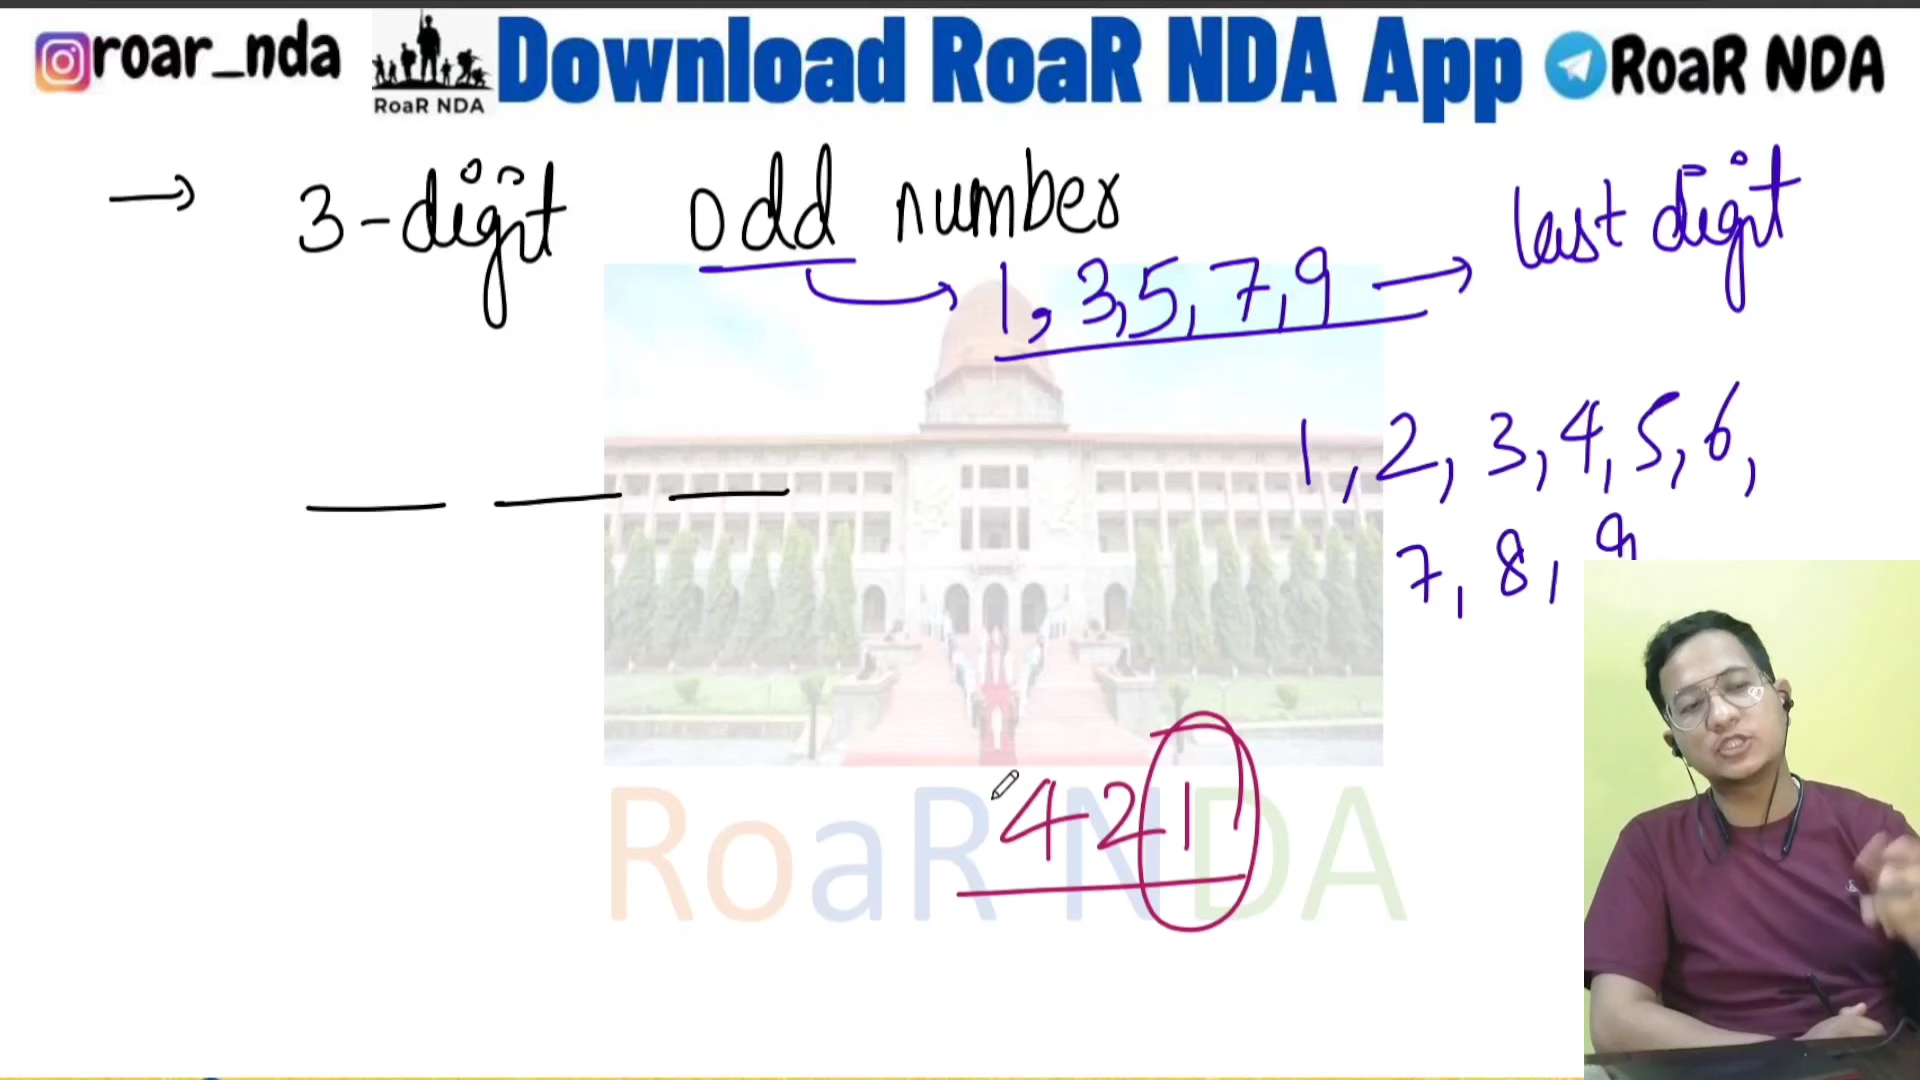 roar_nda RoaR NDA Download RoaR NDA App RoaR NDA
→ 3-digit odd number
last digit
1, 3, 5, 7, 9 →
1, 2, 3, 4, 5, 6,
7, 8, 9
421
RoaR NDA